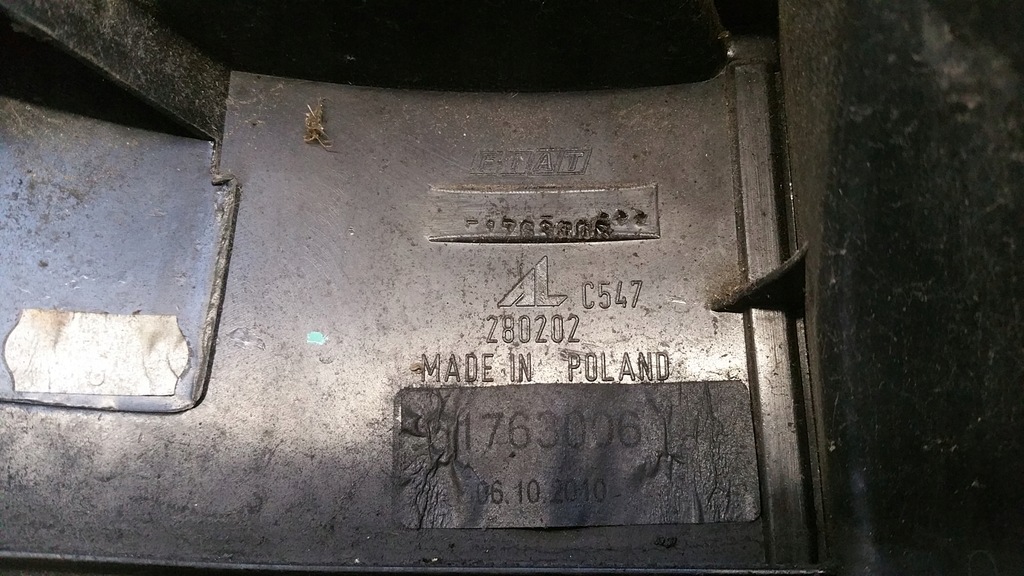 FIAT
C547
280202
MADE IN POLAND
1763006
06.10.2010